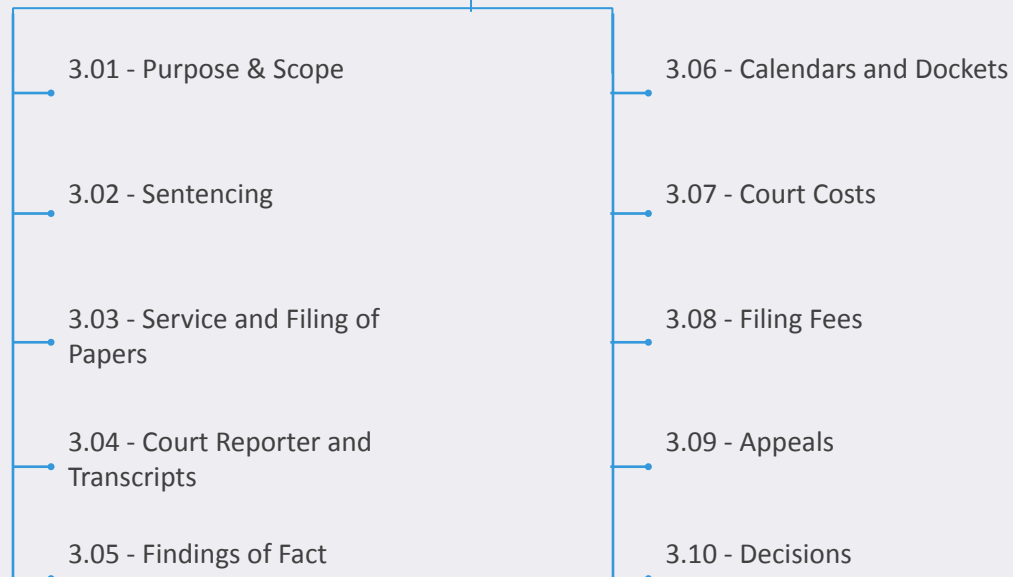 3.01 - Purpose & Scope
3.02 - Sentencing
3.03 - Service and Filing of
Papers
3.04 - Court Reporter and
Transcripts
3.05 - Findings of Fact
3.06 - Calendars and Dockets
3.07 - Court Costs
3.08 - Filing Fees
3.09 - Appeals
3.10 - Decisions